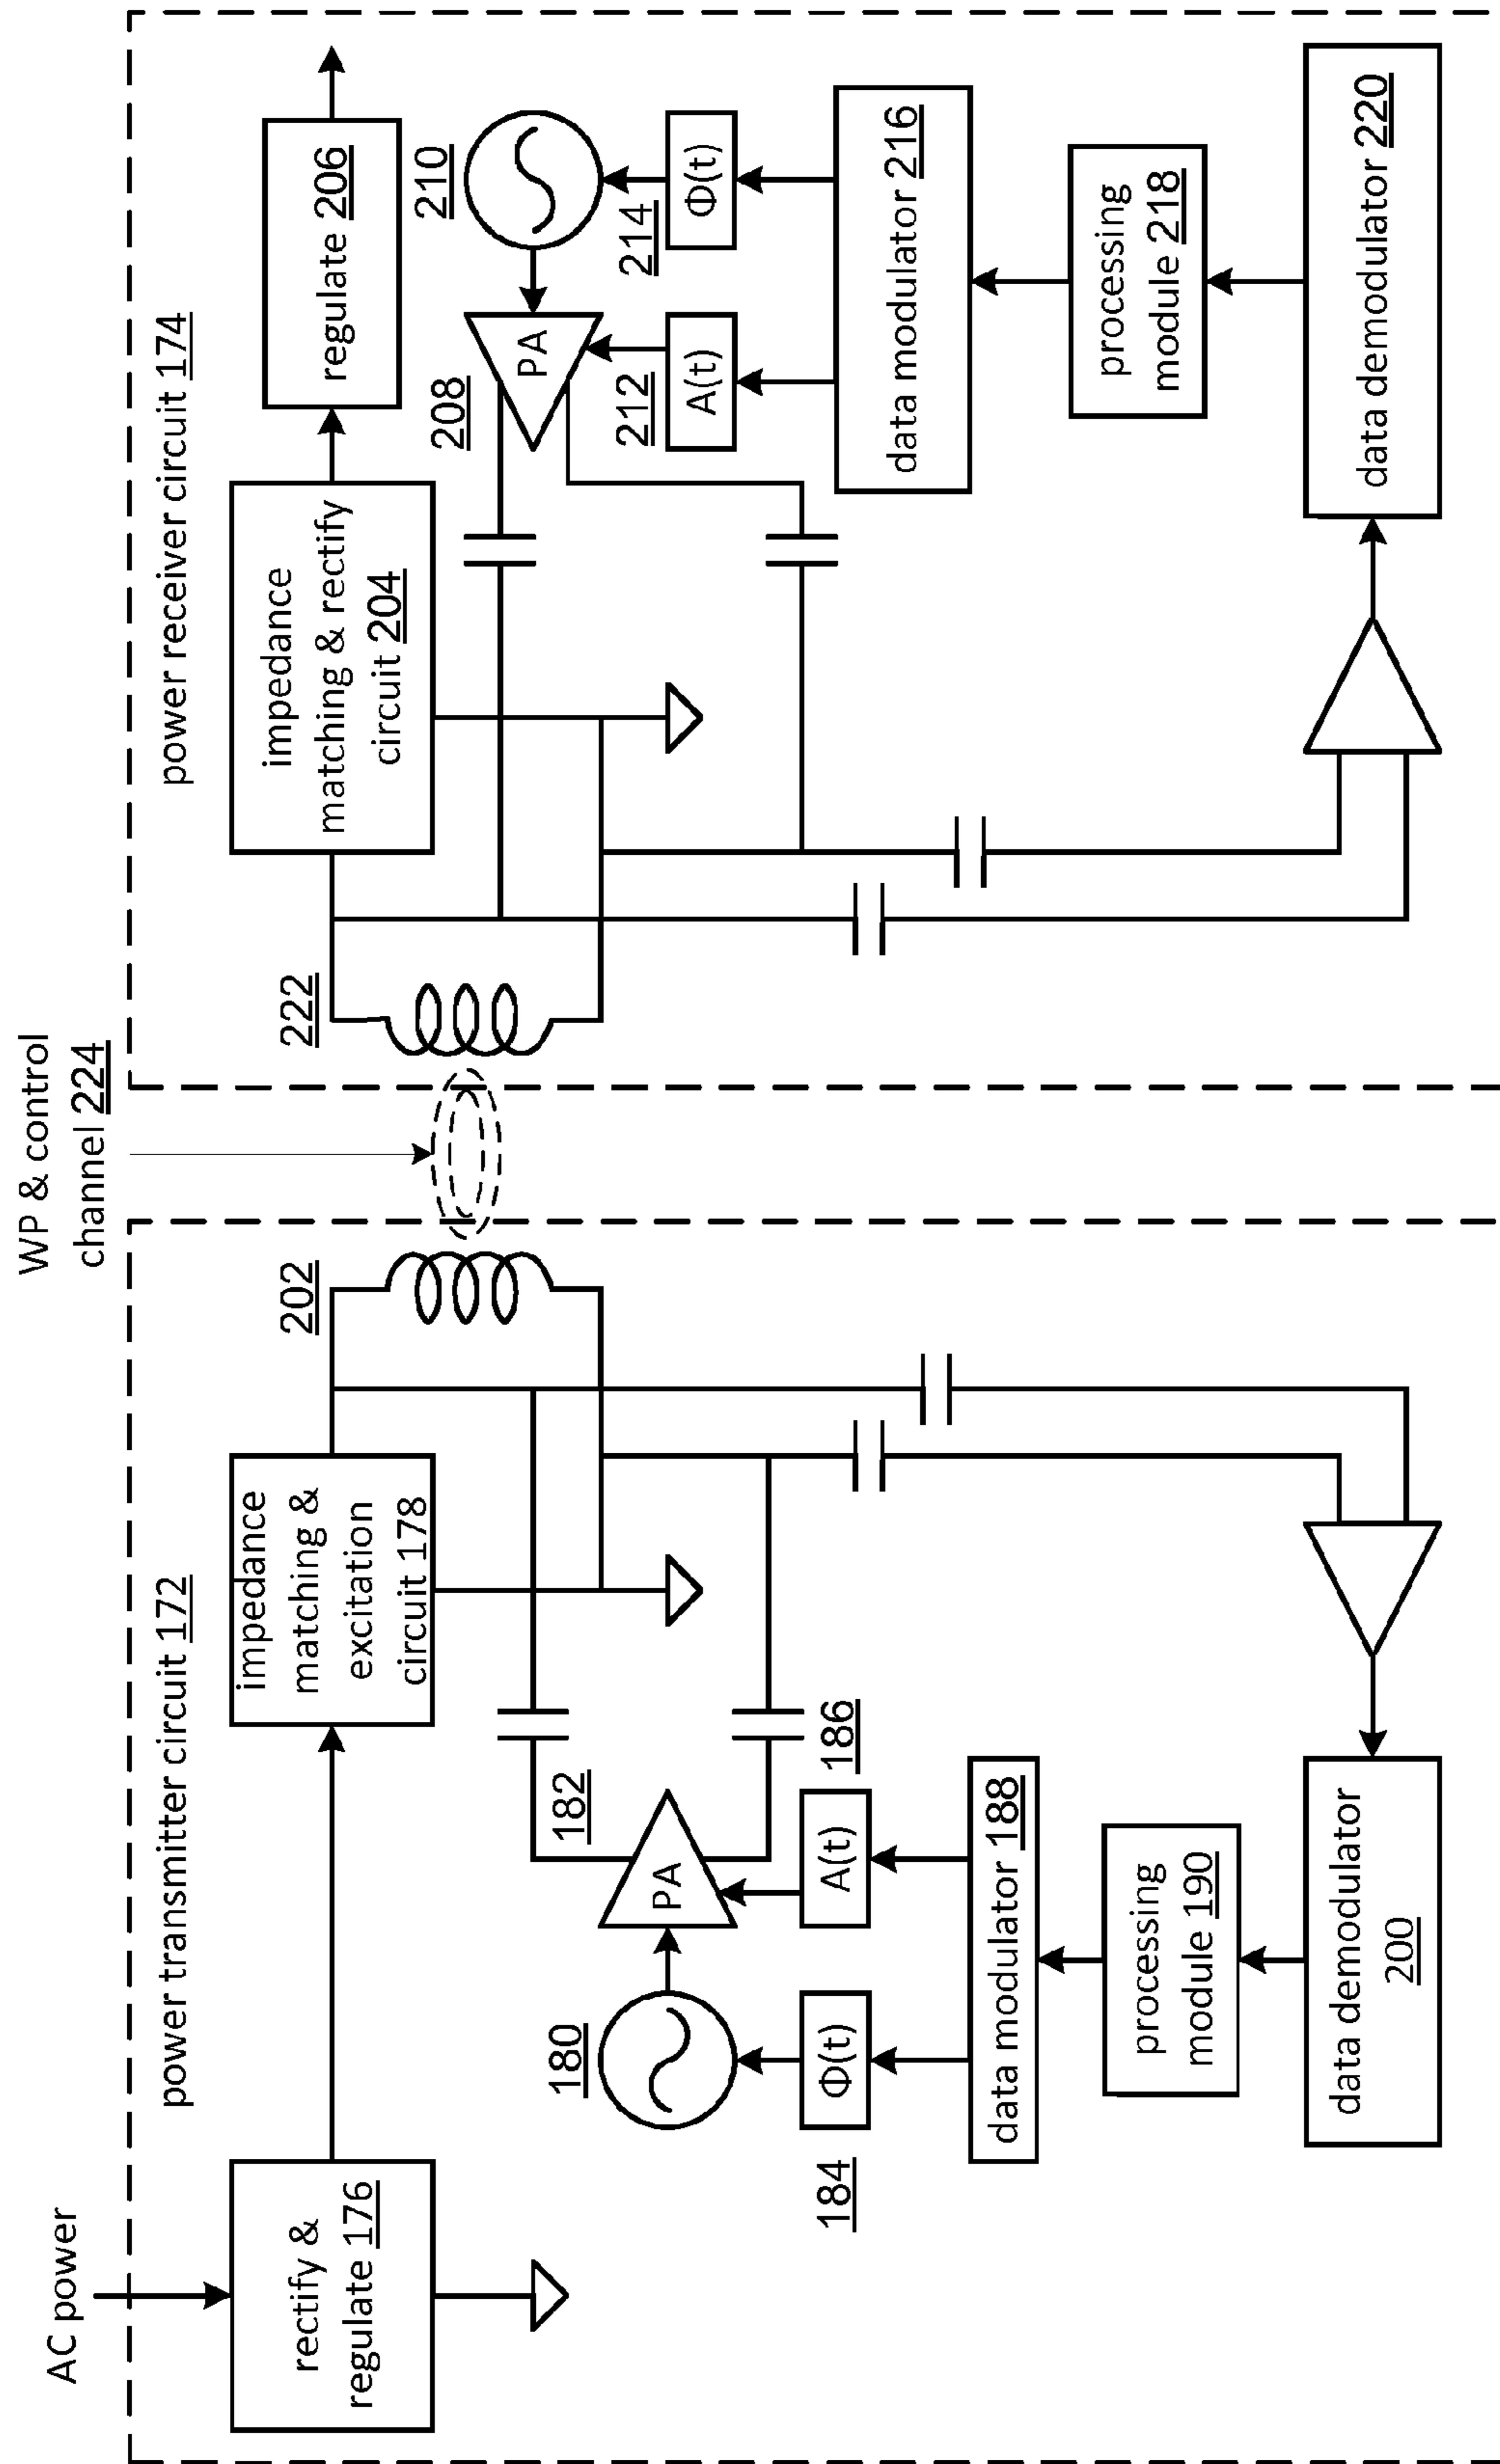 WP & control
channel 224
AC power
power transmitter circuit 172
rectify &
regulate 176
impedance
matching &
excitation
circuit 178
202
180
PA
182
184
Φ(t)
A(t)
186
data modulator 188
processing
module 190
data demodulator
200
power receiver circuit 174
222
impedance
matching & rectify
circuit 204
regulate 206
208
PA
210
212
A(t)
214
Φ(t)
data modulator 216
processing
module 218
data demodulator 220